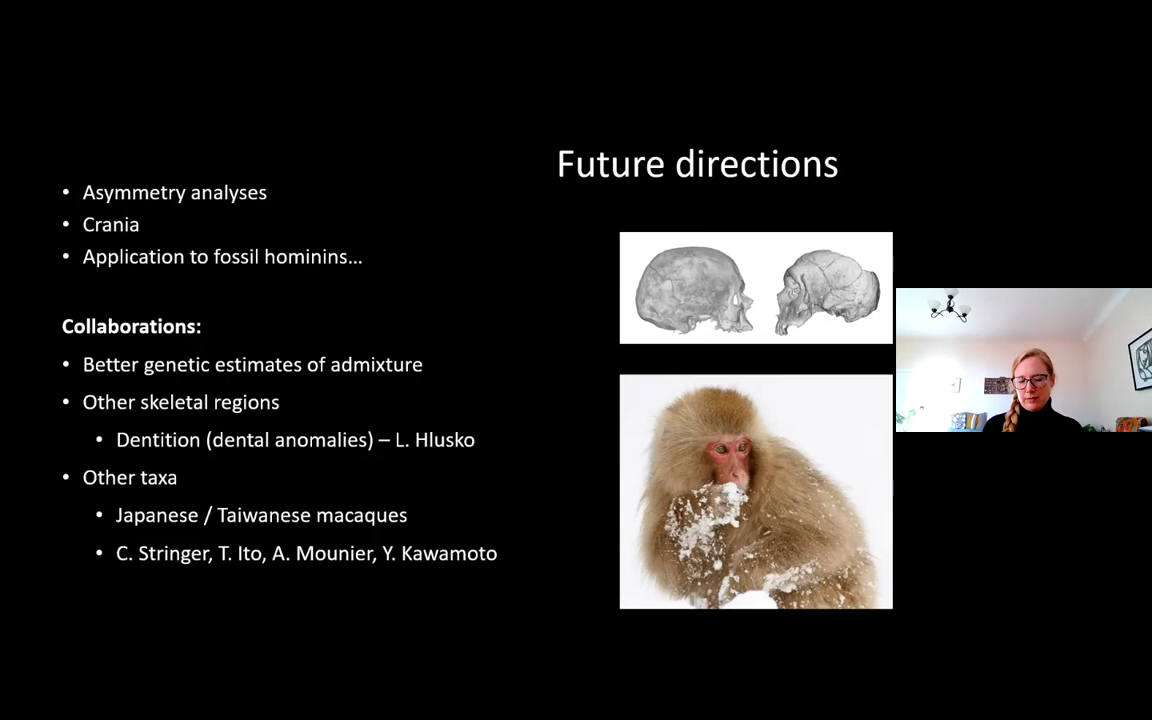 Future directions
• Asymmetry analyses
• Crania
• Application to fossil hominins...
Collaborations:
• Better genetic estimates of admixture
• Other skeletal regions
• Dentition (dental anomalies) – L. Hlusko
• Other taxa
• Japanese / Taiwanese macaques
• C. Stringer, T. Ito, A. Mounier, Y. Kawamoto